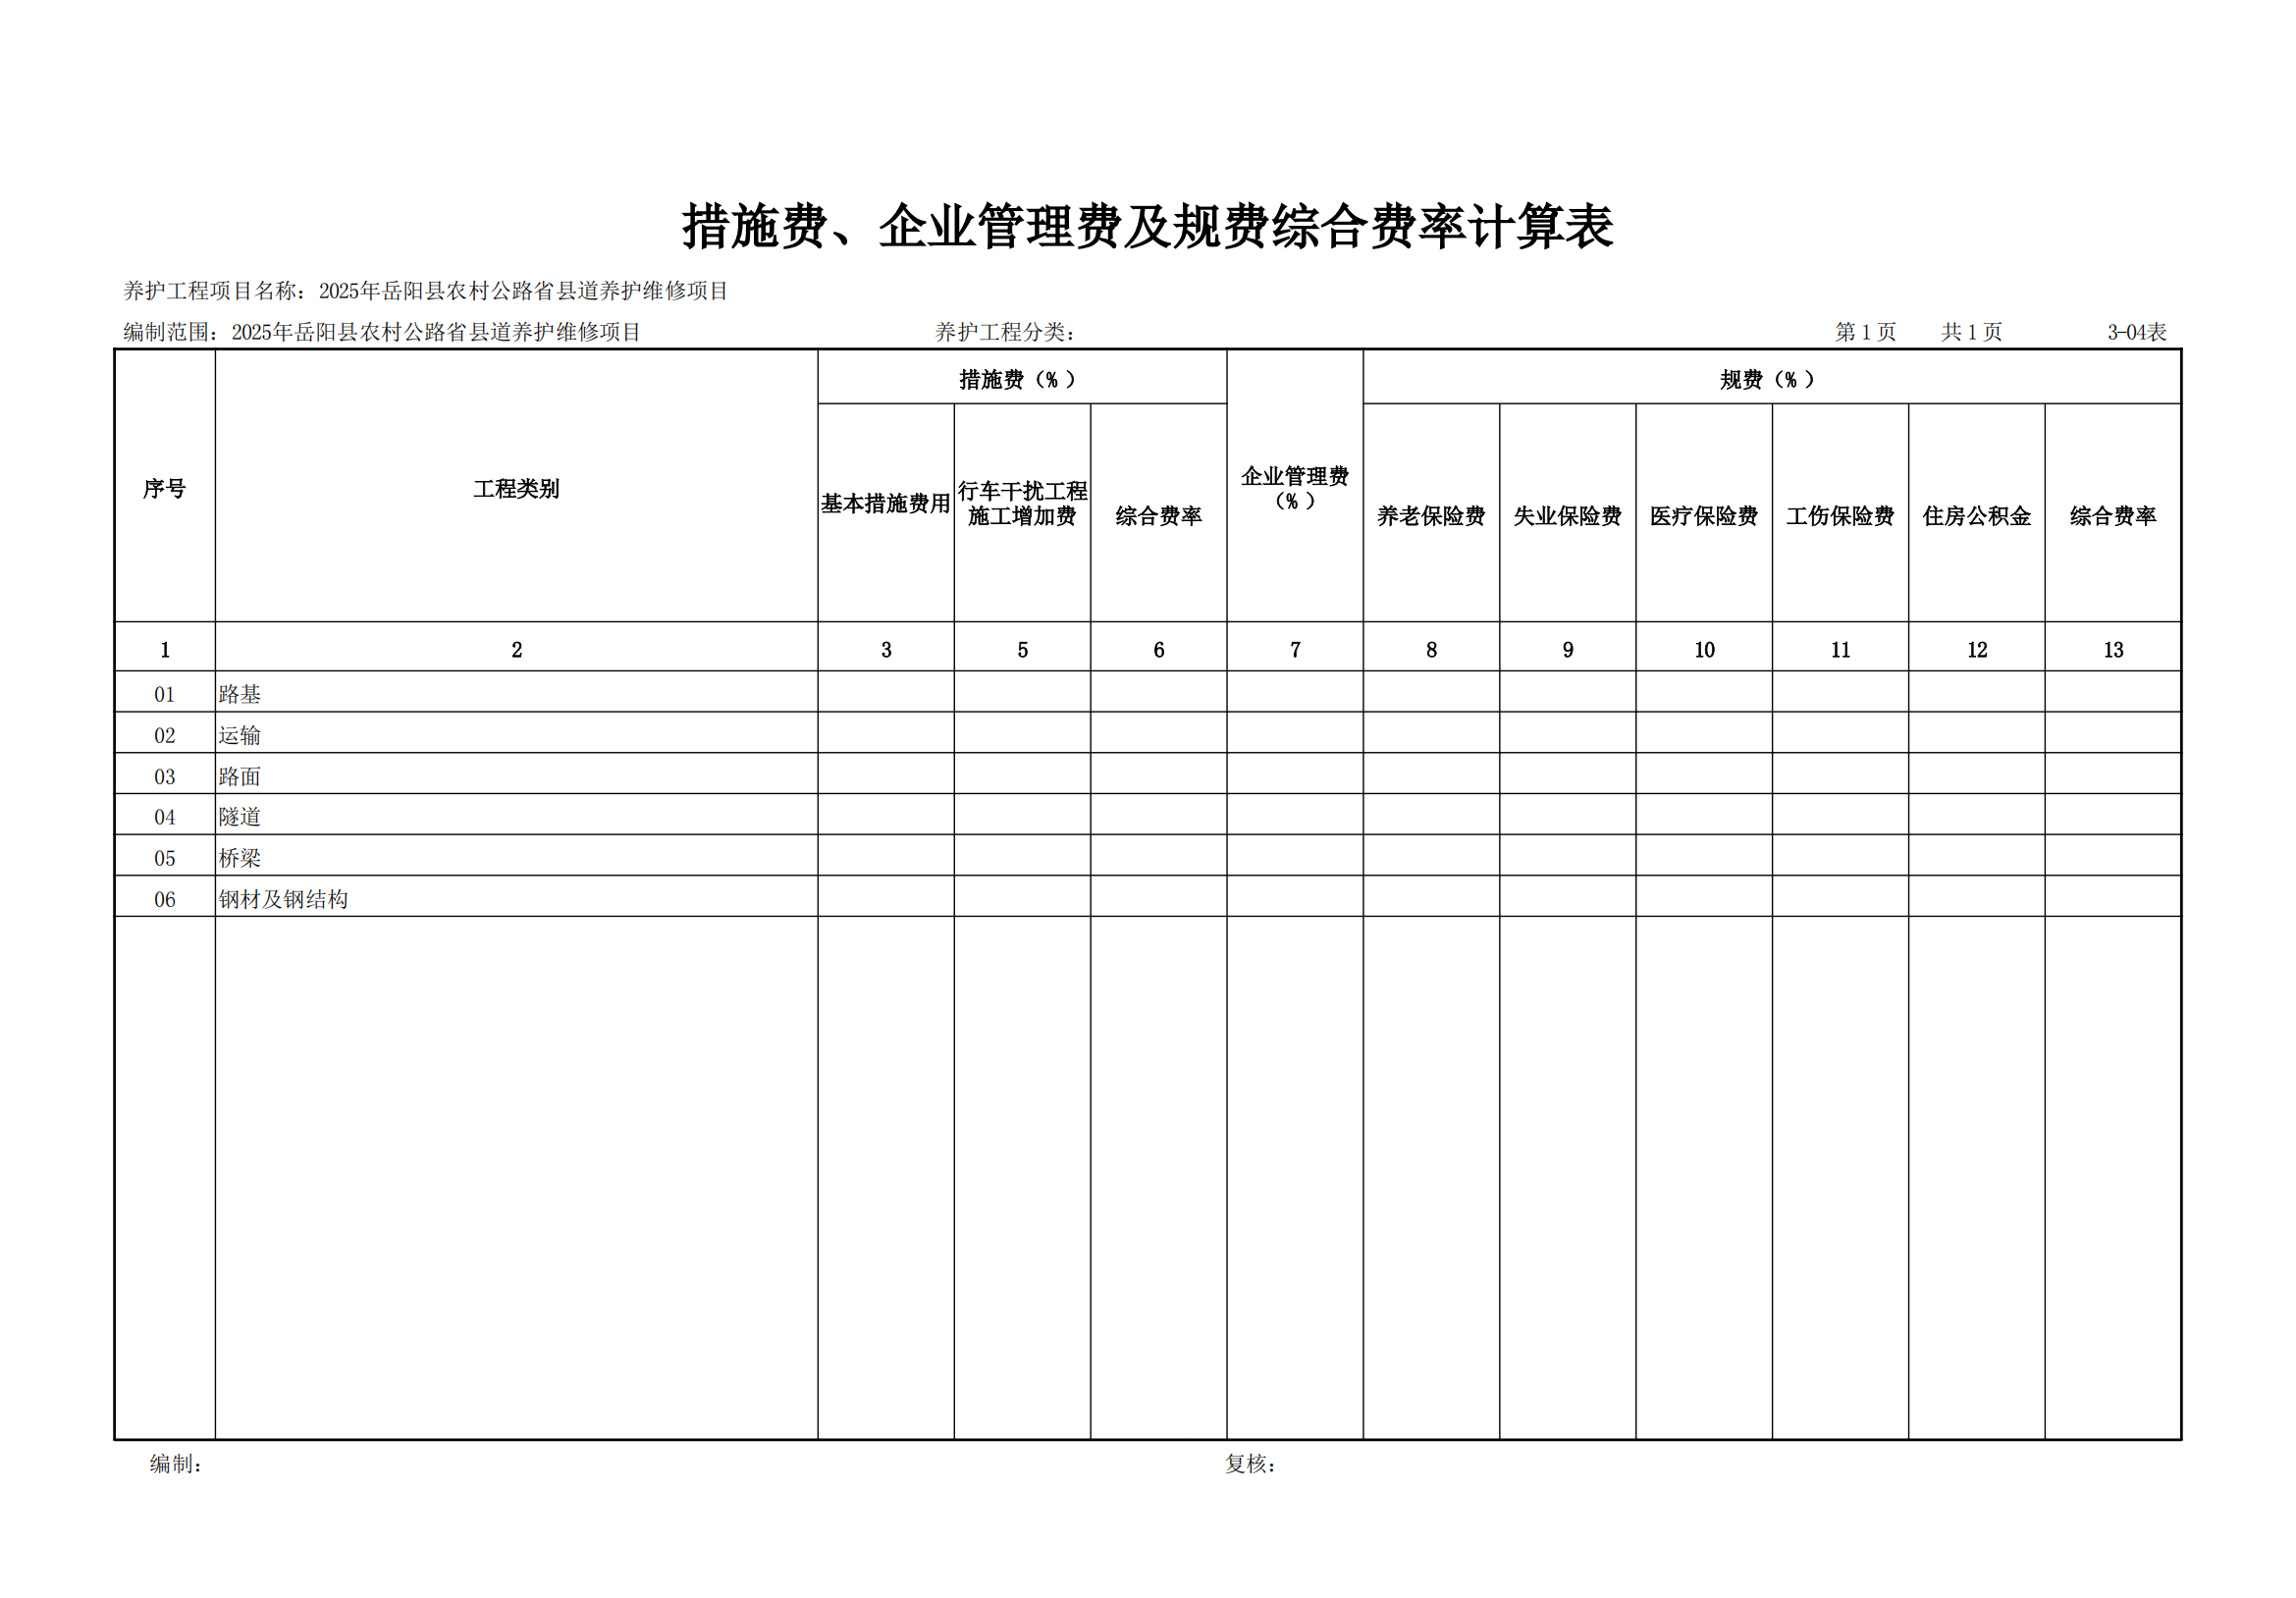 措施费、企业管理费及规费综合费率计算表
养护工程项目名称：2025年岳阳县农村公路省县道养护维修项目
编制范围：2025年岳阳县农村公路省县道养护维修项目 养护工程分类： 第 1 页 共 1 页 3-04表
序号 工程类别 措施费（%） 企业管理费（%） 规费（%）
基本措施费用 行车干扰工程施工增加费 综合费率 养老保险费 失业保险费 医疗保险费 工伤保险费 住房公积金 综合费率
1 2 3 5 6 7 8 9 10 11 12 13
01 路基
02 运输
03 路面
04 隧道
05 桥梁
06 钢材及钢结构
编制： 复核：